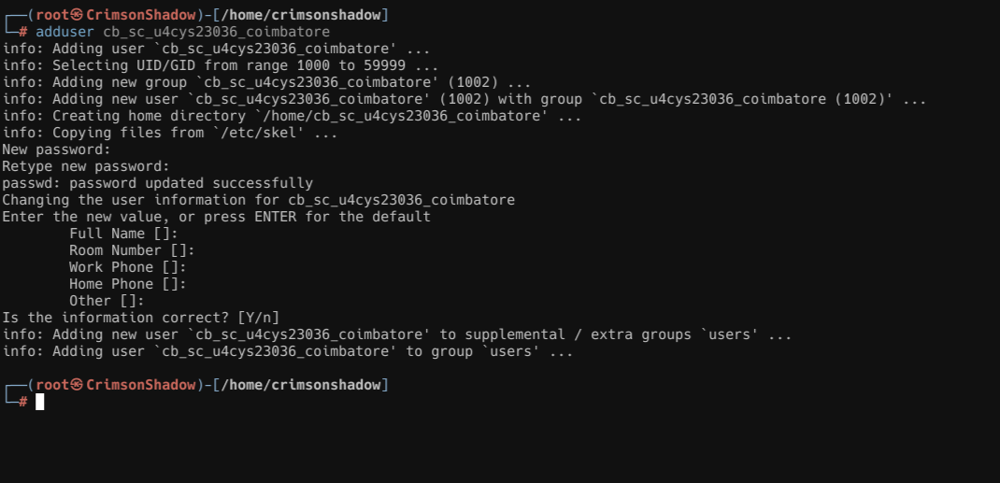 ┌──(root㉿CrimsonShadow)-[/home/crimsonshadow]
└─# adduser cb_sc_u4cys23036_coimbatore
info: Adding user `cb_sc_u4cys23036_coimbatore' ...
info: Selecting UID/GID from range 1000 to 59999 ...
info: Adding new group `cb_sc_u4cys23036_coimbatore' (1002) ...
info: Adding new user `cb_sc_u4cys23036_coimbatore' (1002) with group `cb_sc_u4cys23036_coimbatore (1002)' ...
info: Creating home directory `/home/cb_sc_u4cys23036_coimbatore' ...
info: Copying files from `/etc/skel' ...
New password:
Retype new password:
passwd: password updated successfully
Changing the user information for cb_sc_u4cys23036_coimbatore
Enter the new value, or press ENTER for the default
        Full Name []:
        Room Number []:
        Work Phone []:
        Home Phone []:
        Other []:
Is the information correct? [Y/n]
info: Adding new user `cb_sc_u4cys23036_coimbatore' to supplemental / extra groups `users' ...
info: Adding user `cb_sc_u4cys23036_coimbatore' to group `users' ...
┌──(root㉿CrimsonShadow)-[/home/crimsonshadow]
└─#